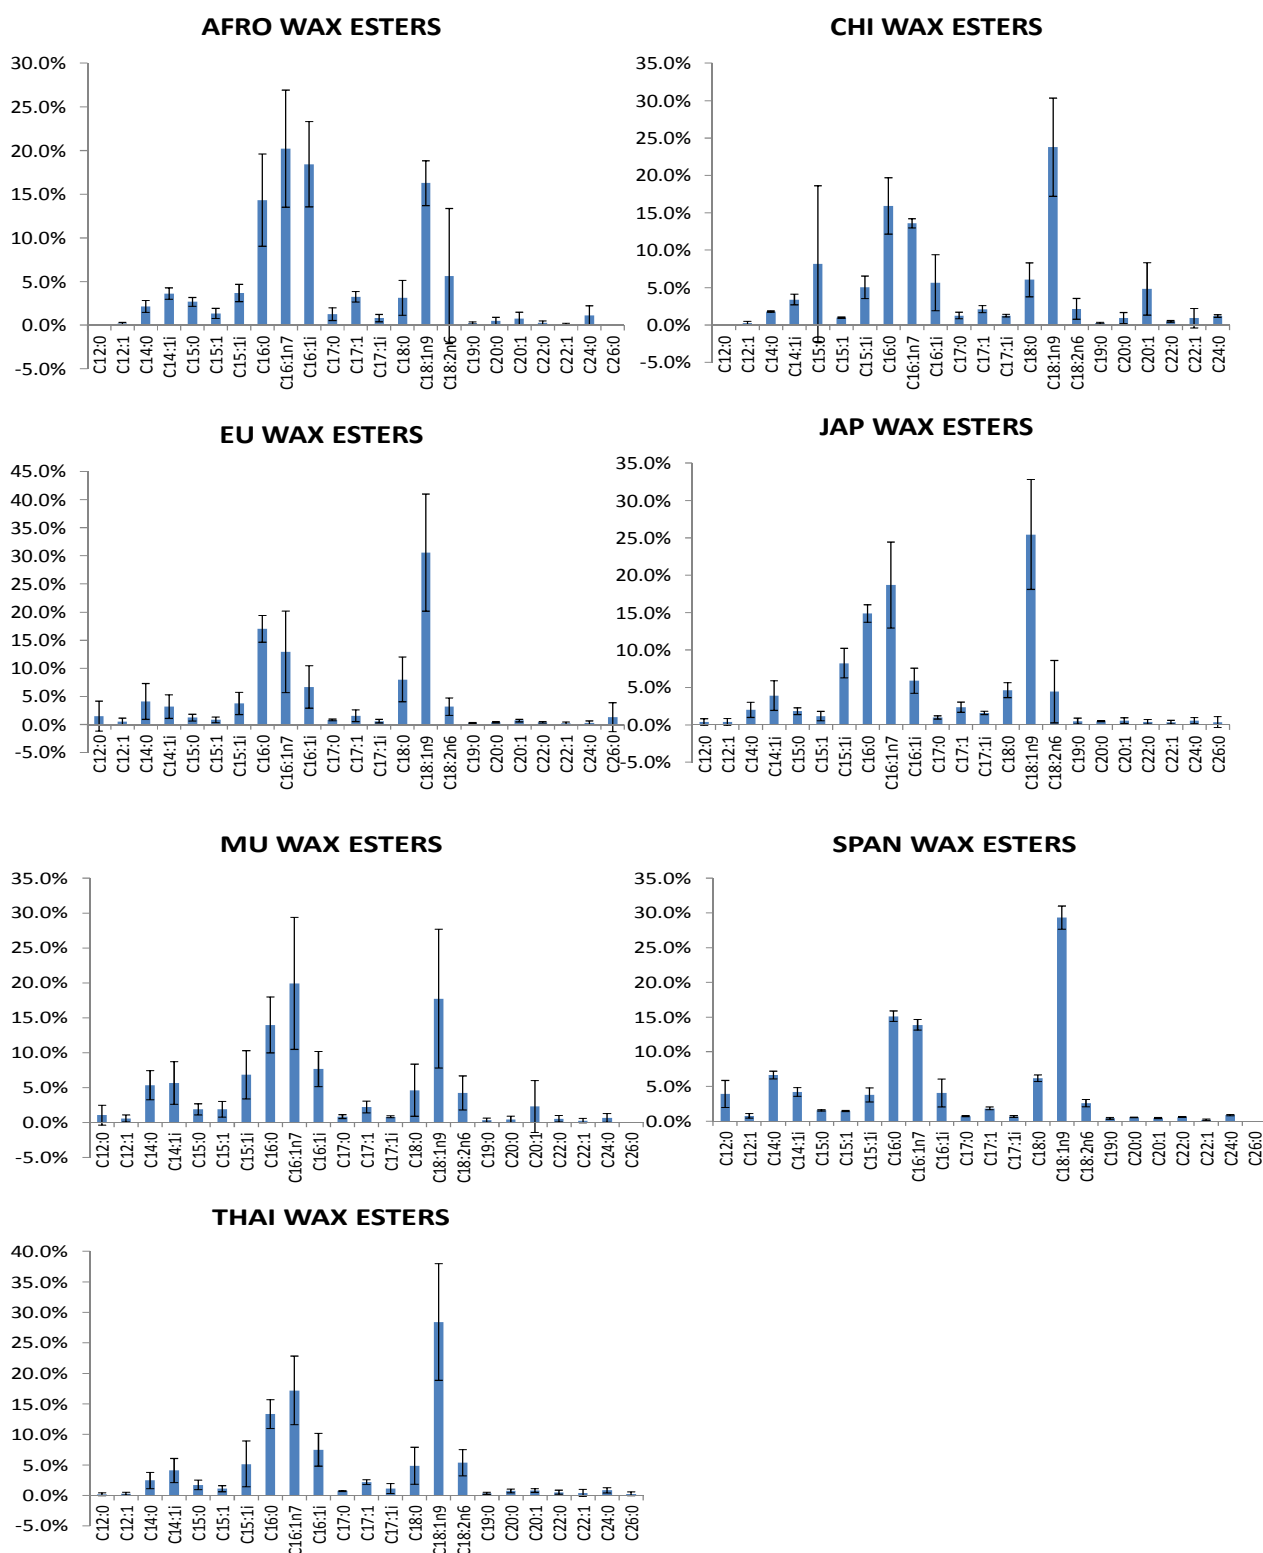 AFRO WAX ESTERS
30.0%
25.0%
20.0%
15.0%
10.0%
5.0%
0.0%
-5.0%
C12:0
C12:1
C14:0
C14:1i
C15:0
C15:1
C15:1i
C16:0
C16:1n7
C16:1i
C17:0
C17:1
C17:1i
C18:0
C18:1n9
C18:2n6
C19:0
C20:0
C20:1
C22:0
C22:1
C24:0
C26:0
CHI WAX ESTERS
35.0%
30.0%
25.0%
20.0%
15.0%
10.0%
5.0%
0.0%
-5.0%
C12:0
C12:1
C14:0
C14:1i
C15:0
C15:1
C15:1i
C16:0
C16:1n7
C16:1i
C17:0
C17:1
C17:1i
C18:0
C18:1n9
C18:2n6
C19:0
C20:0
C20:1
C22:0
C22:1
C24:0
EU WAX ESTERS
45.0%
40.0%
35.0%
30.0%
25.0%
20.0%
15.0%
10.0%
5.0%
0.0%
-5.0%
C12:0
C12:1
C14:0
C14:1i
C15:0
C15:1
C15:1i
C16:0
C16:1n7
C16:1i
C17:0
C17:1
C17:1i
C18:0
C18:1n9
C18:2n6
C19:0
C20:0
C20:1
C22:0
C22:1
C24:0
C26:0
JAP WAX ESTERS
35.0%
30.0%
25.0%
20.0%
15.0%
10.0%
5.0%
0.0%
-5.0%
C12:0
C12:1
C14:0
C14:1i
C15:0
C15:1
C15:1i
C16:0
C16:1n7
C16:1i
C17:0
C17:1
C17:1i
C18:0
C18:1n9
C18:2n6
C19:0
C20:0
C20:1
C22:0
C22:1
C24:0
C26:0
MU WAX ESTERS
35.0%
30.0%
25.0%
20.0%
15.0%
10.0%
5.0%
0.0%
-5.0%
C12:0
C12:1
C14:0
C14:1i
C15:0
C15:1
C15:1i
C16:0
C16:1n7
C16:1i
C17:0
C17:1
C17:1i
C18:0
C18:1n9
C18:2n6
C19:0
C20:0
C20:1
C22:0
C22:1
C24:0
C26:0
SPAN WAX ESTERS
35.0%
30.0%
25.0%
20.0%
15.0%
10.0%
5.0%
0.0%
C12:0
C12:1
C14:0
C14:1i
C15:0
C15:1
C15:1i
C16:0
C16:1n7
C16:1i
C17:0
C17:1
C17:1i
C18:0
C18:1n9
C18:2n6
C19:0
C20:0
C20:1
C22:0
C22:1
C24:0
C26:0
THAI WAX ESTERS
40.0%
35.0%
30.0%
25.0%
20.0%
15.0%
10.0%
5.0%
0.0%
-5.0%
C12:0
C12:1
C14:0
C14:1i
C15:0
C15:1
C15:1i
C16:0
C16:1n7
C16:1i
C17:0
C17:1
C17:1i
C18:0
C18:1n9
C18:2n6
C19:0
C20:0
C20:1
C22:0
C22:1
C24:0
C26:0